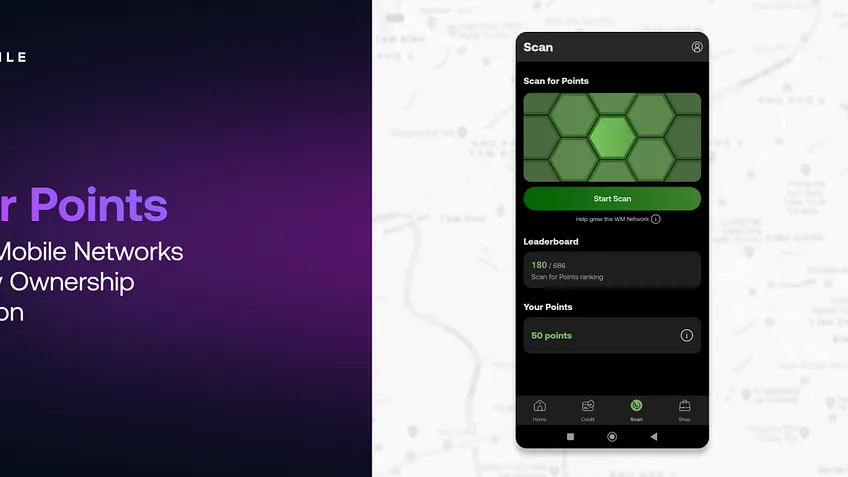 ILE
r Points
Mobile Networks
Ownership
on
Scan
Scan for Points
Start Scan
Help grow the WM Network
Leaderboard
180 / 686
Scan for Points ranking
Your Points
50 points
Home
Credit
Scan
Shop